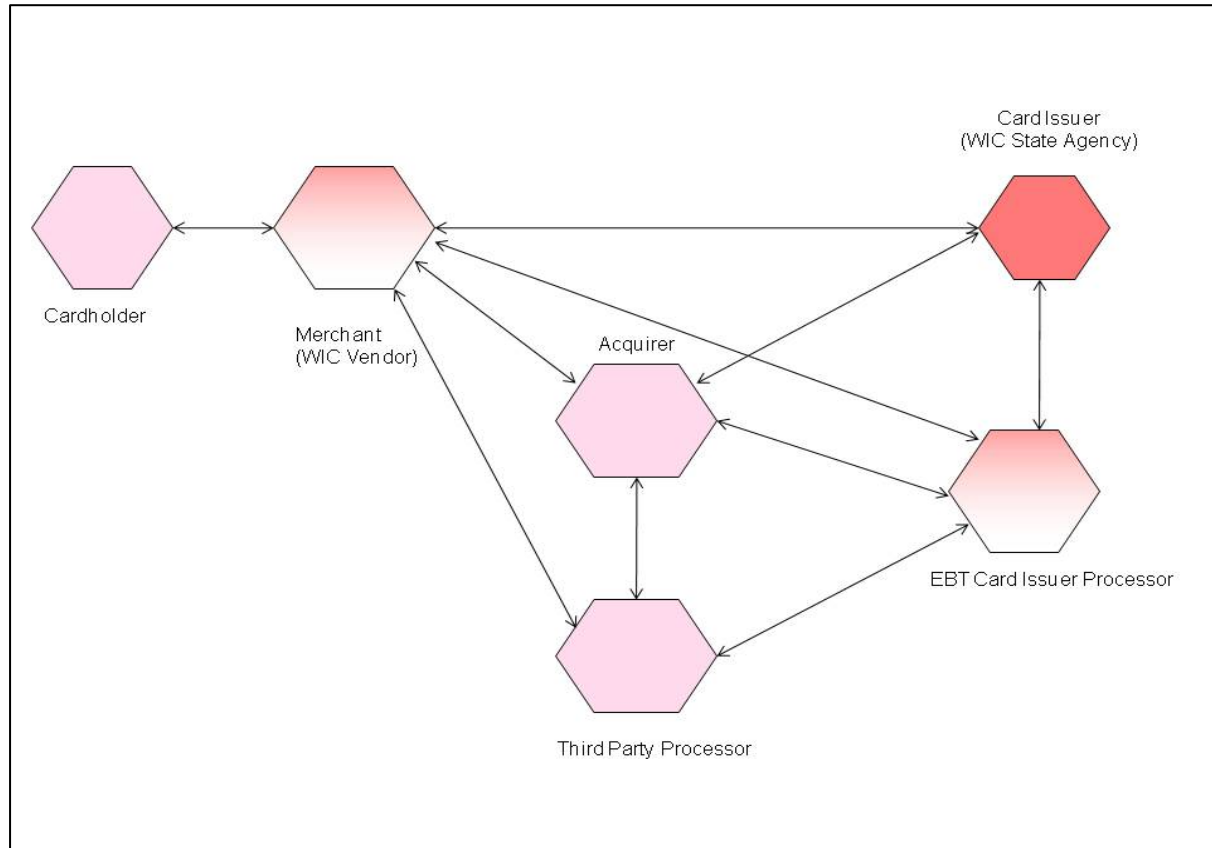 Card Issuer
(WIC State Agency)
Cardholder
Merchant
(WIC Vendor)
Acquirer
EBT Card Issuer Processor
Third Party Processor